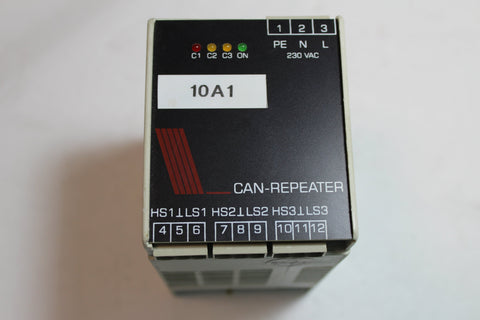 1 2 3
PE N L
230 VAC
C1 C2 C3 ON
10A1
CAN-REPEATER
HS1⊥LS1 HS2⊥LS2 HS3⊥LS3
4 5 6 7 8 9 10 11 12